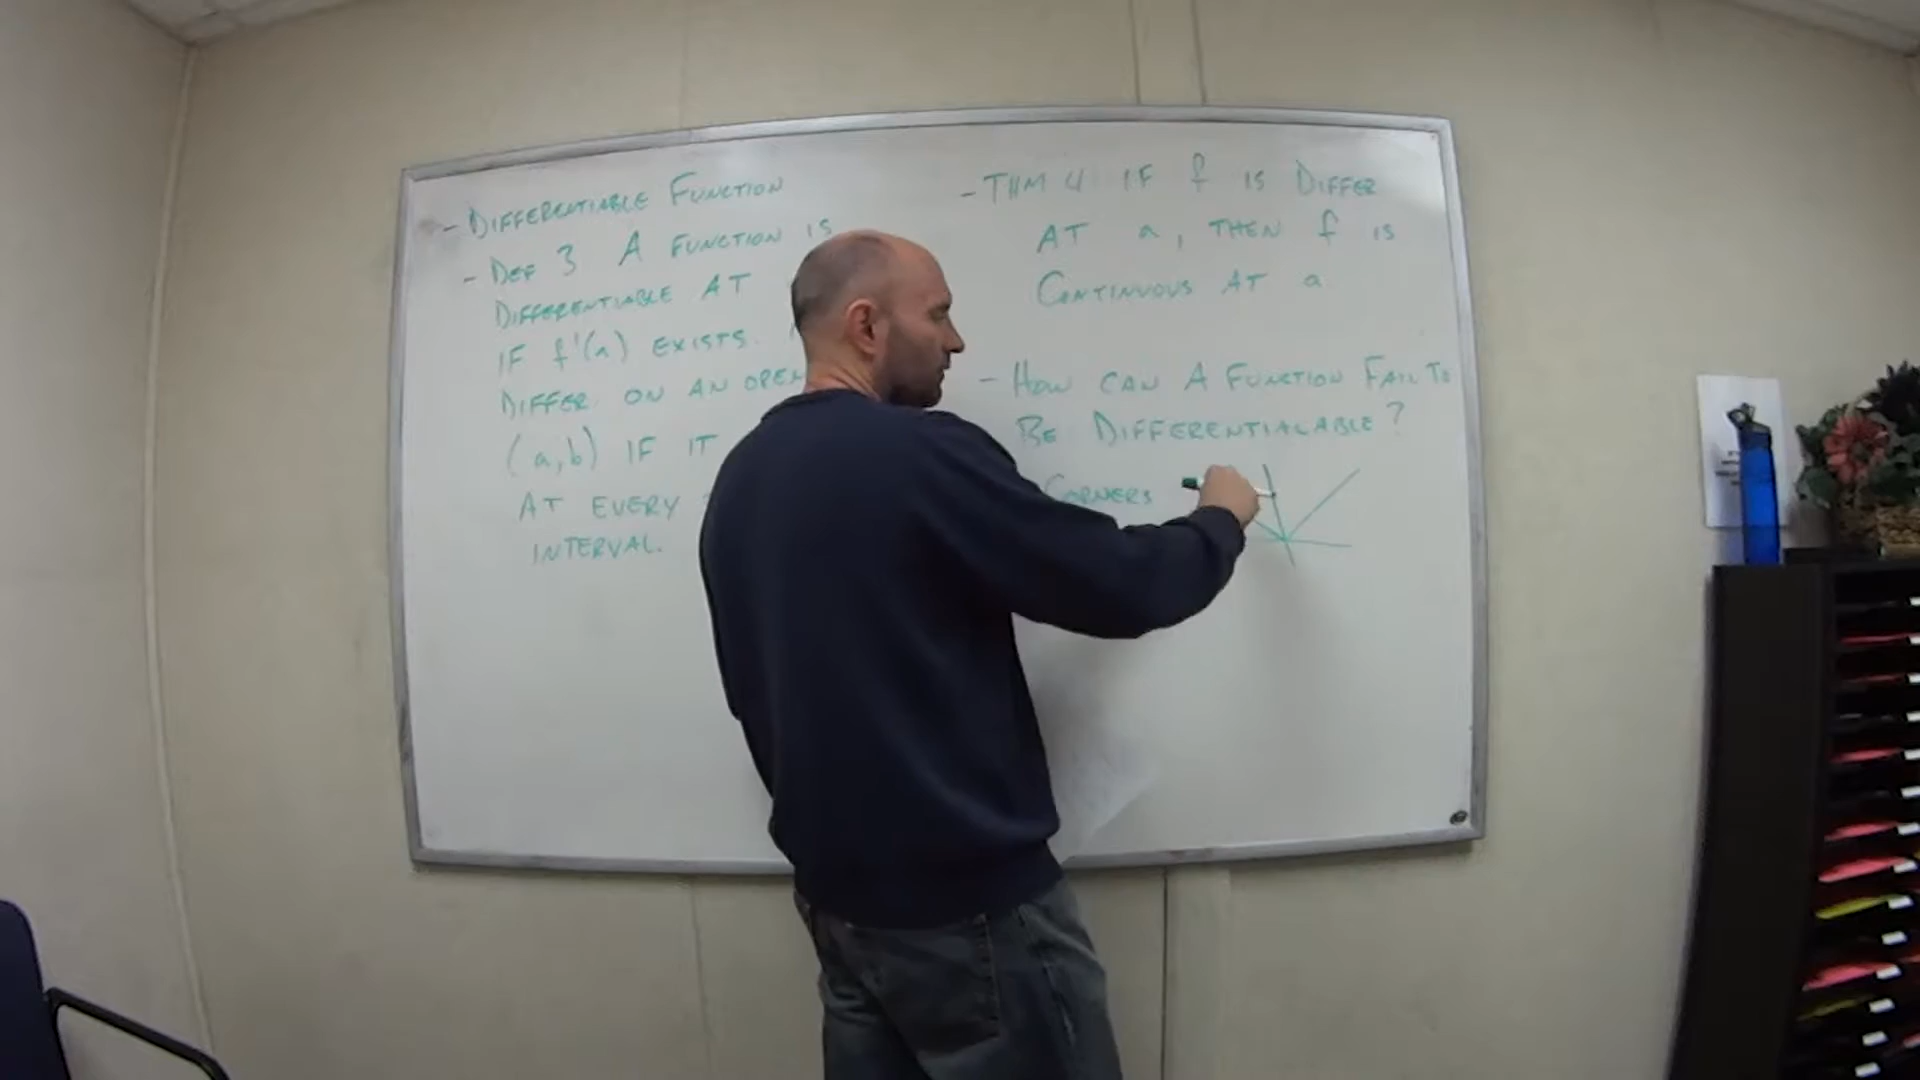 - DIFFERENTIABLE FUNCTION
- DEF 3 A FUNCTION IS
DIFFERENTIABLE AT
IF f'(a) EXISTS.
DIFFER. ON AN OPEN
(a,b) IF IT
AT EVERY
INTERVAL.
- THM 4 IF f IS DIFFER
AT a, THEN f IS
CONTINUOUS AT a
- HOW CAN A FUNCTION FAIL TO
BE DIFFERENTIALABLE?
CORNERS